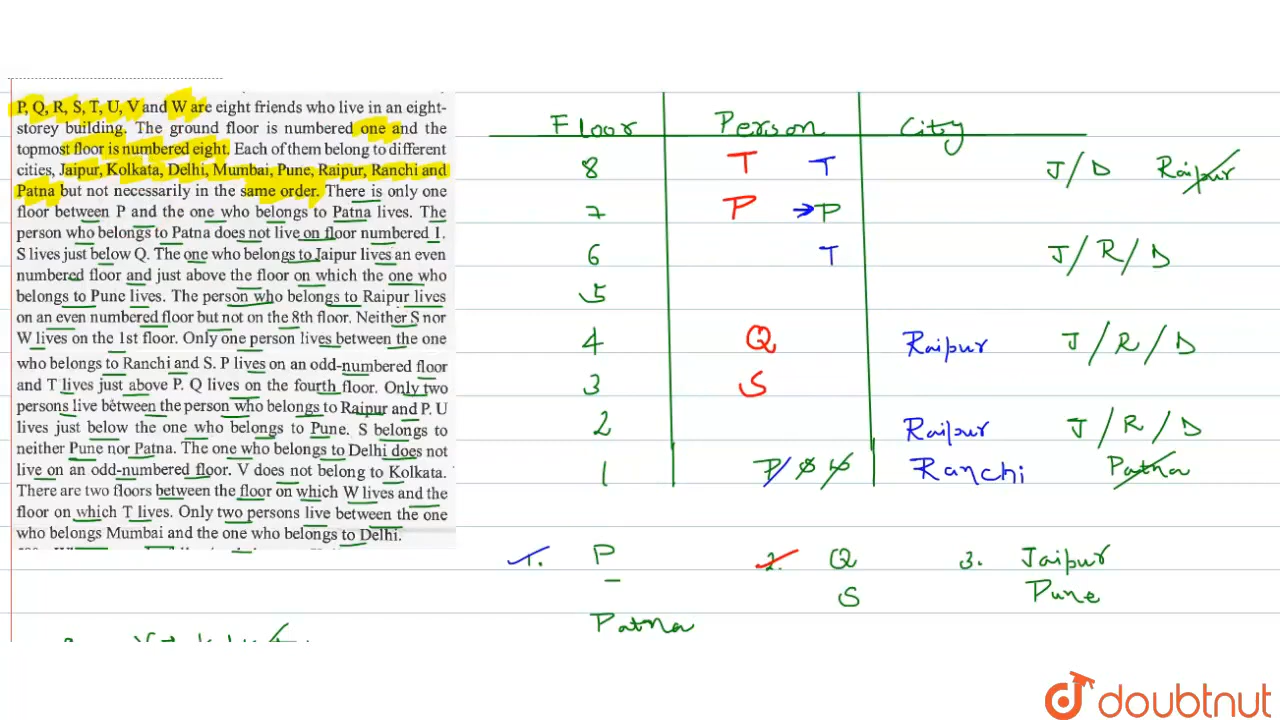 P, Q, R, S, T, U, V and W are eight friends who live in an eight-
storey building. The ground floor is numbered one and the
topmost floor is numbered eight. Each of them belong to different
cities, Jaipur, Kolkata, Delhi, Mumbai, Pune, Raipur, Ranchi and
Patna but not necessarily in the same order. There is only one
floor between P and the one who belongs to Patna lives. The
person who belongs to Patna does not live on floor numbered 1.
S lives just below Q. The one who belongs to Jaipur lives an even
numbered floor and just above the floor on which the one who
belongs to Pune lives. The person who belongs to Raipur lives
on an even numbered floor but not on the 8th floor. Neither S nor
W lives on the 1st floor. Only one person lives between the one
who belongs to Ranchi and S. P lives on an odd-numbered floor
and T lives just above P. Q lives on the fourth floor. Only two
persons live between the person who belongs to Raipur and P. U
lives just below the one who belongs to Pune. S belongs to
neither Pune nor Patna. The one who belongs to Delhi does not
live on an odd-numbered floor. V does not belong to Kolkata.
There are two floors between the floor on which W lives and the
floor on which T lives. Only two persons live between the one
who belongs Mumbai and the one who belongs to Delhi.
Floor Person City
8 T T J/D Raipur
7 P → P
6 T J/R/D
5
4 Q Raipur J/R/D
3 S
2 Raipur J/R/D
1 P/ S W Ranchi Patna
1. P 2. Q 3. Jaipur
S Pune
Patna
doubtnut